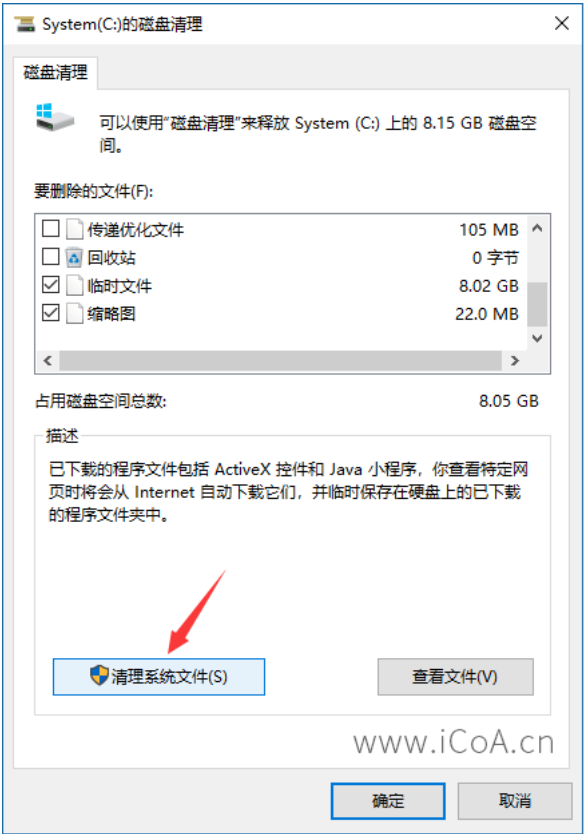 System(C:)的磁盘清理
磁盘清理
可以使用“磁盘清理”来释放 System (C:) 上的 8.15 GB 磁盘空
间。
要删除的文件(F):
传递优化文件 105 MB
回收站 0 字节
临时文件 8.02 GB
缩略图 22.0 MB
占用磁盘空间总数: 8.05 GB
描述
已下载的程序文件包括 ActiveX 控件和 Java 小程序，你查看特定网
页时将会从 Internet 自动下载它们，并临时保存在硬盘上的已下载
的程序文件夹中。
清理系统文件(S) 查看文件(V)
www.iCoA.cn
确定 取消